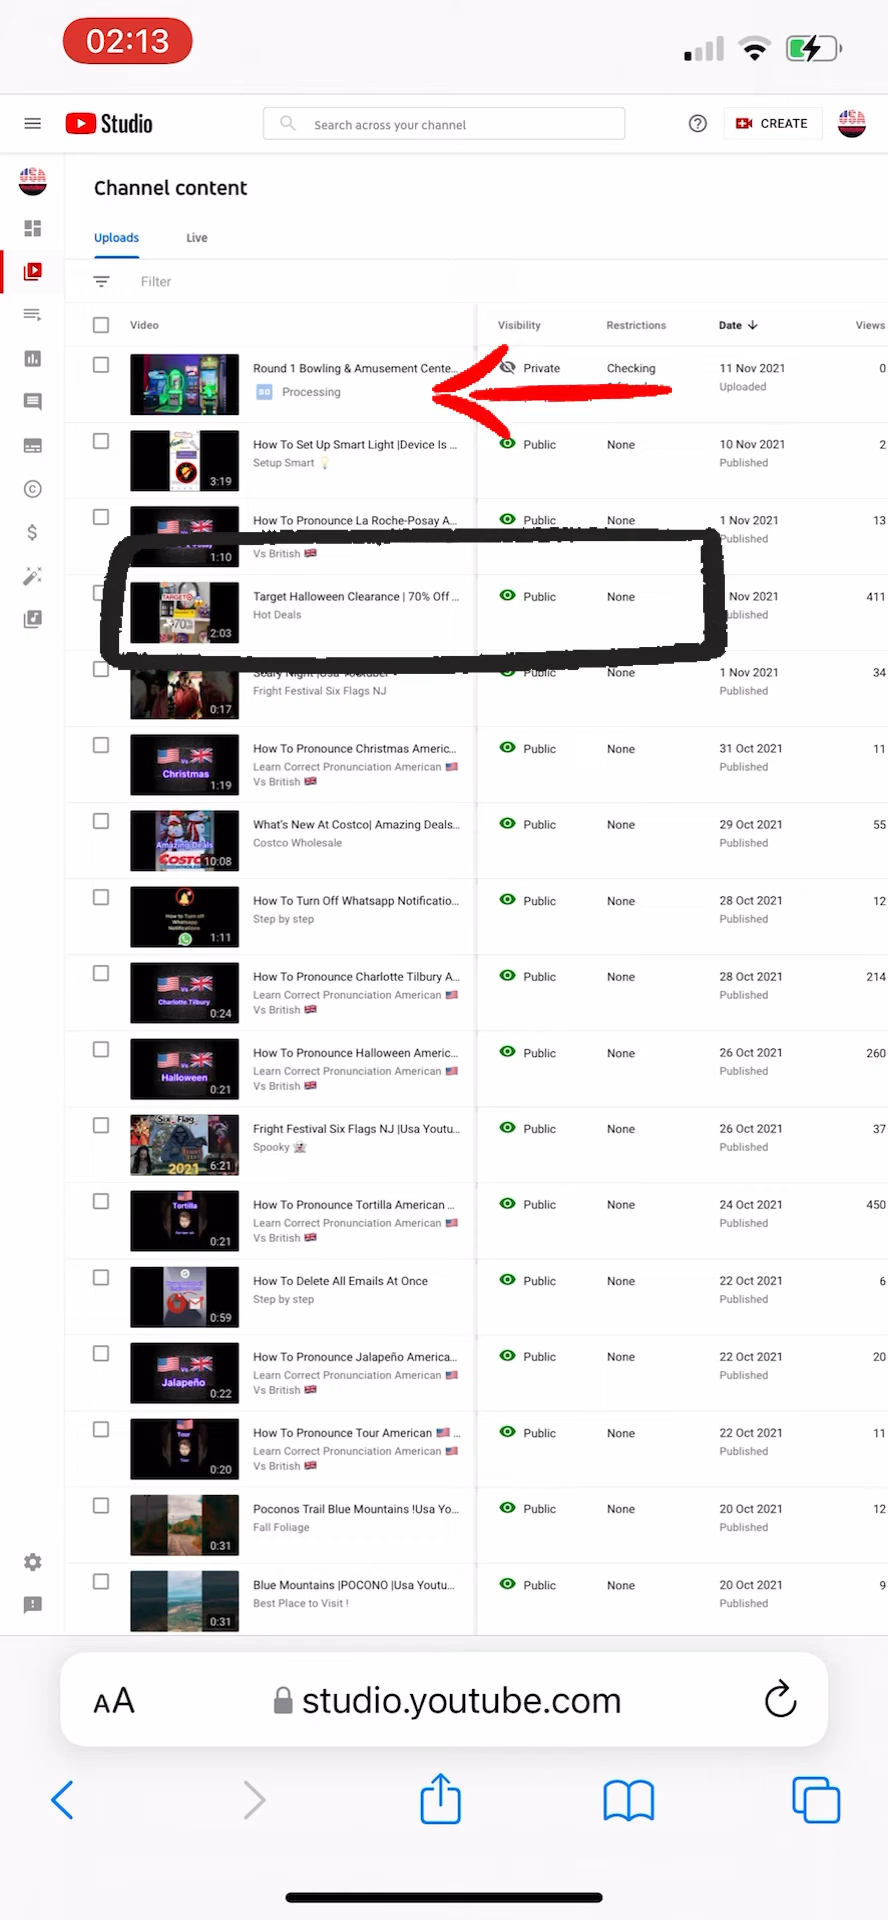 02:13
Studio
Search across your channel
CREATE
Channel content
Uploads
Live
Filter
Video
Visibility
Restrictions
Date
Views
Round 1 Bowling & Amusement Cente...
Private
Checking
11 Nov 2021
0
SD
Processing
Uploaded
How To Set Up Smart Light |Device Is ...
Public
None
10 Nov 2021
2
Setup Smart 💡
Published
3:19
How To Pronounce La Roche-Posay A...
Public
None
1 Nov 2021
13
Vs British 🇬🇧
Published
1:10
Target Halloween Clearance | 70% Off ...
Public
None
Nov 2021
411
Hot Deals
2:03
Scary Night |Usa Youtuber
Public
None
1 Nov 2021
34
Fright Festival Six Flags NJ
Published
0:17
How To Pronounce Christmas Americ...
Public
None
31 Oct 2021
11
Learn Correct Pronunciation American 🇺🇸
Vs British 🇬🇧
Published
Christmas
1:19
What's New At Costco| Amazing Deals...
Public
None
29 Oct 2021
55
Costco Wholesale
Published
Amazing Deals
10:08
How To Turn Off Whatsapp Notificatio...
Public
None
28 Oct 2021
12
Step by step
Published
How to Turn off
Whatsapp
Notifications
1:11
How To Pronounce Charlotte Tilbury A...
Public
None
28 Oct 2021
214
Learn Correct Pronunciation American 🇺🇸
Vs British 🇬🇧
Published
Charlotte Tilbury
0:24
How To Pronounce Halloween Americ...
Public
None
26 Oct 2021
260
Learn Correct Pronunciation American 🇺🇸
Vs British 🇬🇧
Published
Halloween
0:21
Fright Festival Six Flags NJ |Usa Youtu...
Public
None
26 Oct 2021
37
Spooky 👻
Published
2021
6:21
How To Pronounce Tortilla American ...
Public
None
24 Oct 2021
450
Learn Correct Pronunciation American 🇺🇸
Vs British 🇬🇧
Published
Tortilla
0:21
How To Delete All Emails At Once
Public
None
22 Oct 2021
6
Step by step
Published
0:59
How To Pronounce Jalapeño America...
Public
None
22 Oct 2021
20
Learn Correct Pronunciation American 🇺🇸
Vs British 🇬🇧
Published
Jalapeño
0:22
How To Pronounce Tour American 🇺🇸 ...
Public
None
22 Oct 2021
11
Learn Correct Pronunciation American 🇺🇸
Vs British 🇬🇧
Published
Tour
0:20
Poconos Trail Blue Mountains !Usa Yo...
Public
None
20 Oct 2021
12
Fall Foliage
Published
0:31
Blue Mountains |POCONO |Usa Youtu...
Public
None
20 Oct 2021
9
Best Place to Visit !
Published
0:31
AA
studio.youtube.com